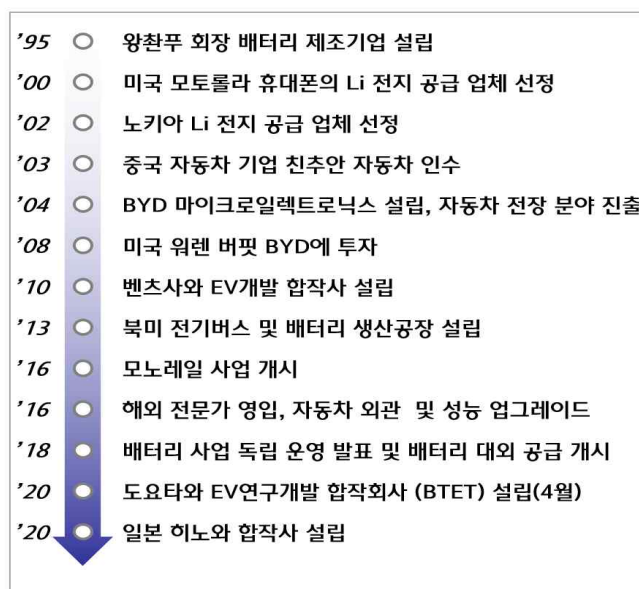 '95 왕촨푸 회장 배터리 제조기업 설립
'00 미국 모토롤라 휴대폰의 Li 전지 공급 업체 선정
'02 노키아 Li 전지 공급 업체 선정
'03 중국 자동차 기업 친추안 자동차 인수
'04 BYD 마이크로일렉트로닉스 설립, 자동차 전장 분야 진출
'08 미국 워렌 버핏 BYD에 투자
'10 벤츠사와 EV개발 합작사 설립
'13 북미 전기버스 및 배터리 생산공장 설립
'16 모노레일 사업 개시
'16 해외 전문가 영입, 자동차 외관 및 성능 업그레이드
'18 배터리 사업 독립 운영 발표 및 배터리 대외 공급 개시
'20 도요타와 EV연구개발 합작회사 (BTET) 설립(4월)
'20 일본 히노와 합작사 설립